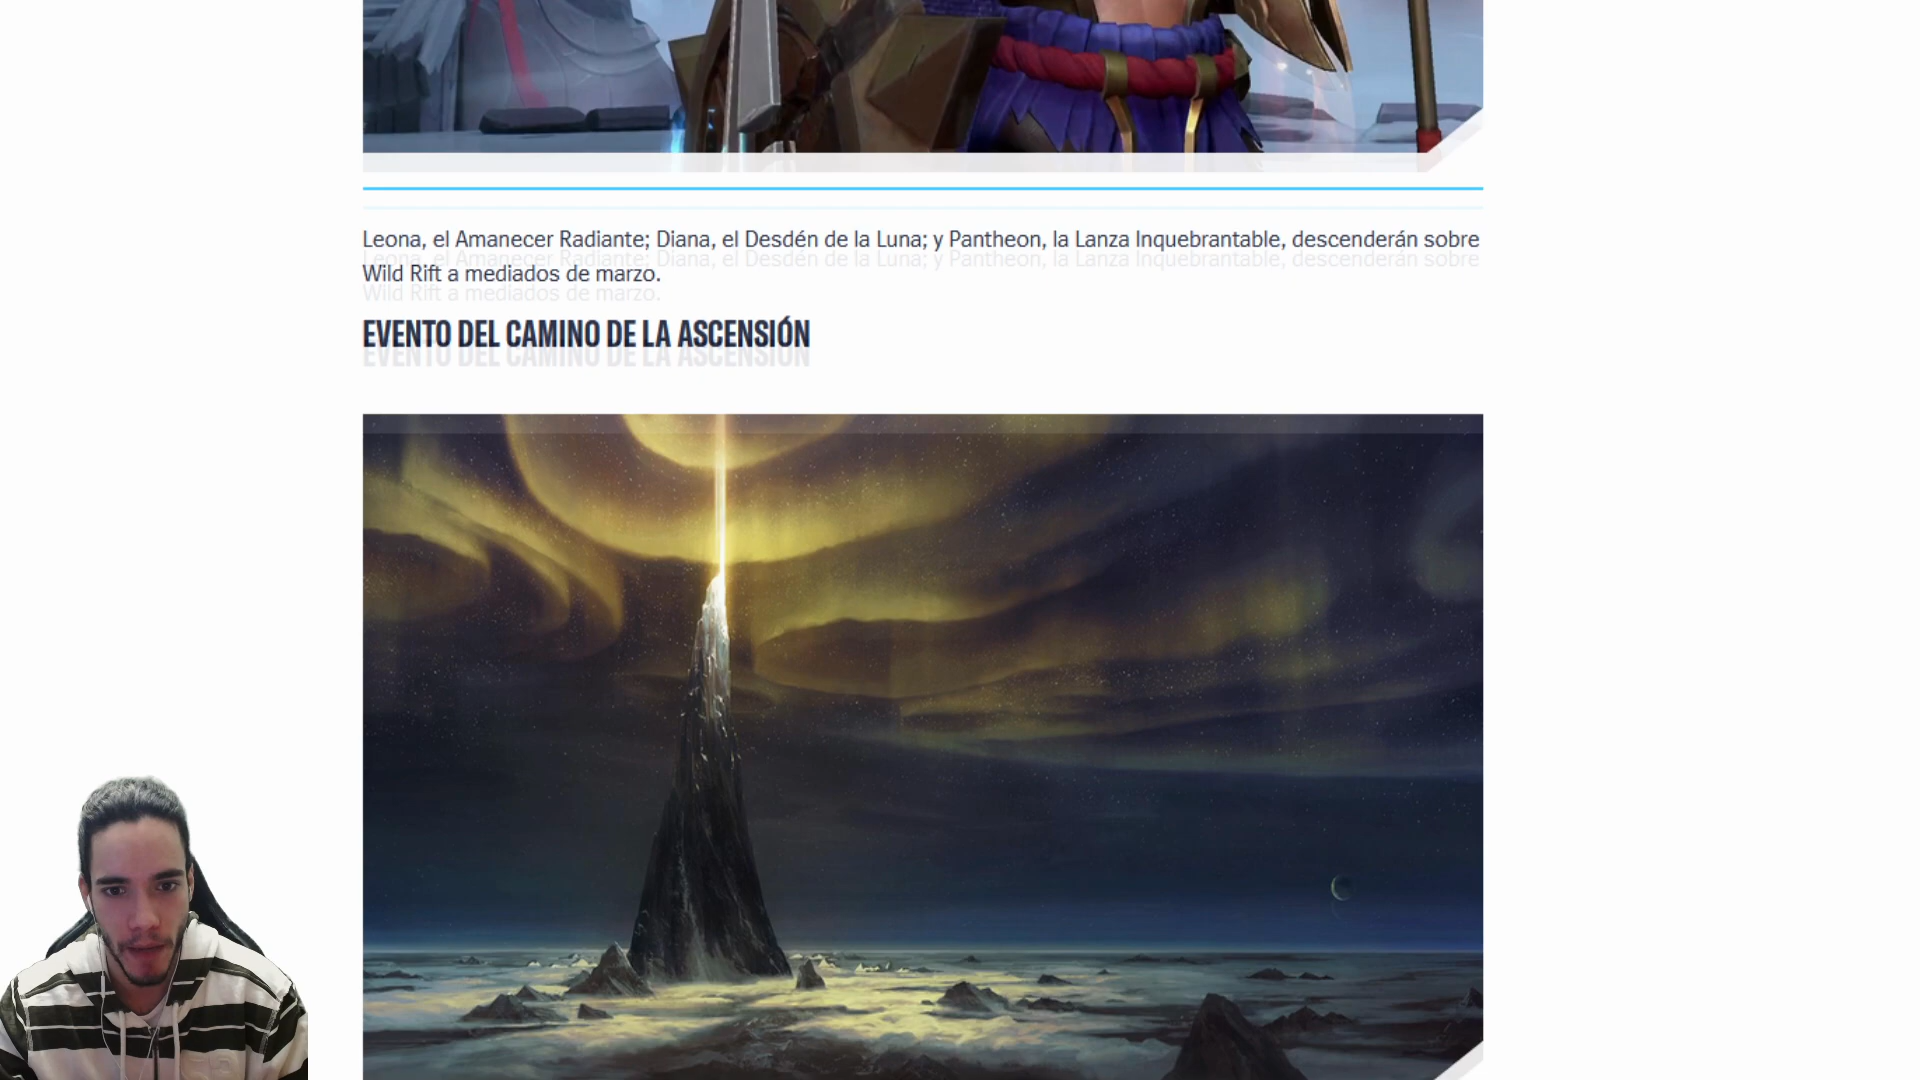 Leona, el Amanecer Radiante; Diana, el Desdén de la Luna; y Pantheon, la Lanza Inquebrantable, descenderán sobre
Wild Rift a mediados de marzo.
EVENTO DEL CAMINO DE LA ASCENSIÓN